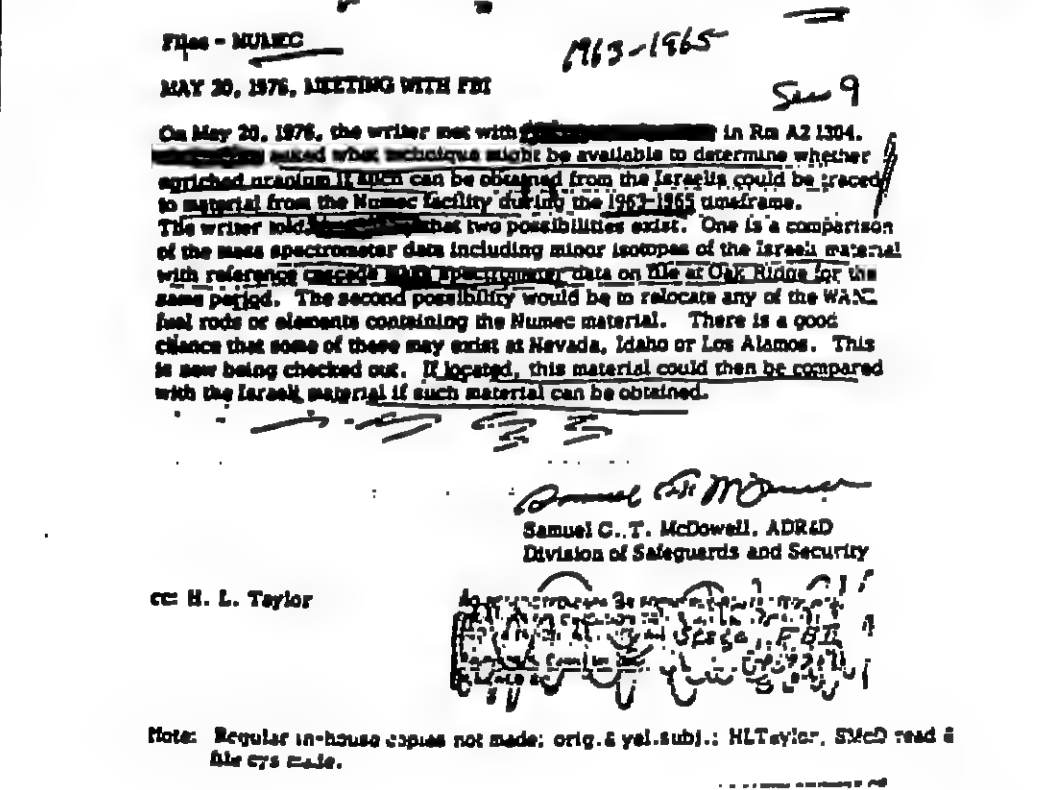 Files - NUMEC
1963-1965
MAY 20, 1976, MEETING WITH FBI
On May 20, 1976, the writer met with in Rm A2 1304.
asked what technique might be available to determine whether
enriched uranium if such can be obtained from the Israelis could be traced
to material from the Numec facility during the 1963-1965 timeframe.
The writer told that two possibilities exist. One is a comparison
of the mass spectrometer data including minor isotopes of the Israeli material
with reference cascade spectrometer data on file at Oak Ridge for the
same period. The second possibility would be to relocate any of the WANL
fuel rods or elements containing the Numec material. There is a good
chance that some of these may exist at Nevada, Idaho or Los Alamos. This
is now being checked out. If located, this material could then be compared
with the Israeli material if such material can be obtained.
Samuel C. T. McDowell, ADR&D
Division of Safeguards and Security
cc: H. L. Taylor
FBI
Note: Regular in-house copies not made; orig.& yel.subj.; HLTaylor, SMcD read &
file cys made.